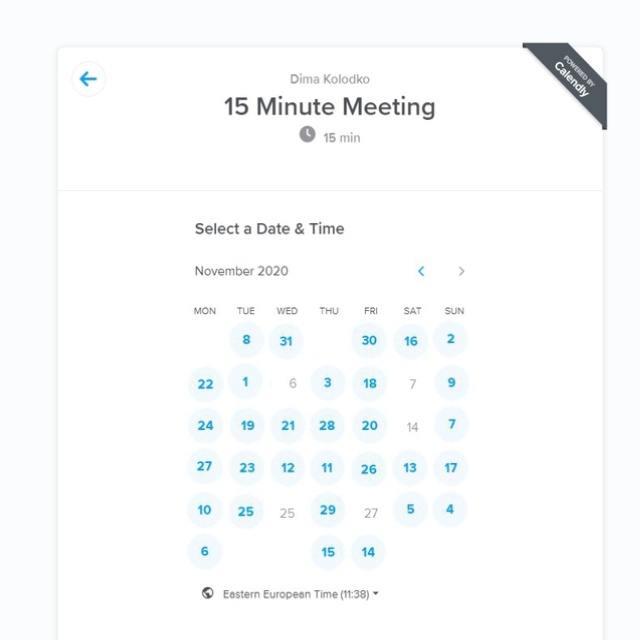 POWERED BY
Calendly
Dima Kolodko
15 Minute Meeting
15 min
Select a Date & Time
November 2020
MON TUE WED THU FRI SAT SUN
8 31 30 16 2
22 1 6 3 18 7 9
24 19 21 28 20 14 7
27 23 12 11 26 13 17
10 25 25 29 27 5 4
6 15 14
Eastern European Time (11:38)